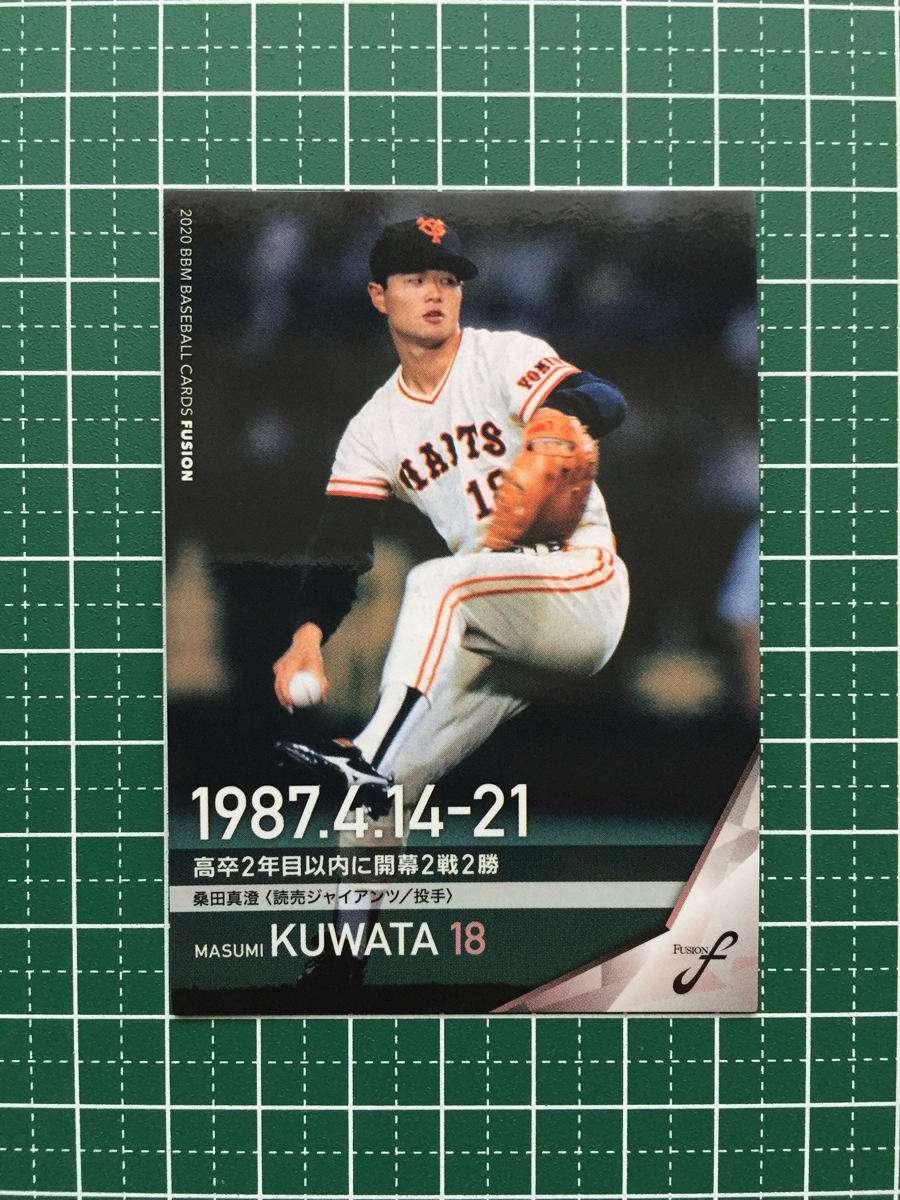 2020 BBM BASEBALL CARDS FUSION
1987.4.14-21
高卒2年目以内に開幕2戦2勝
桑田真澄〈読売ジャイアンツ/投手〉
MASUMI KUWATA 18
FUSION f